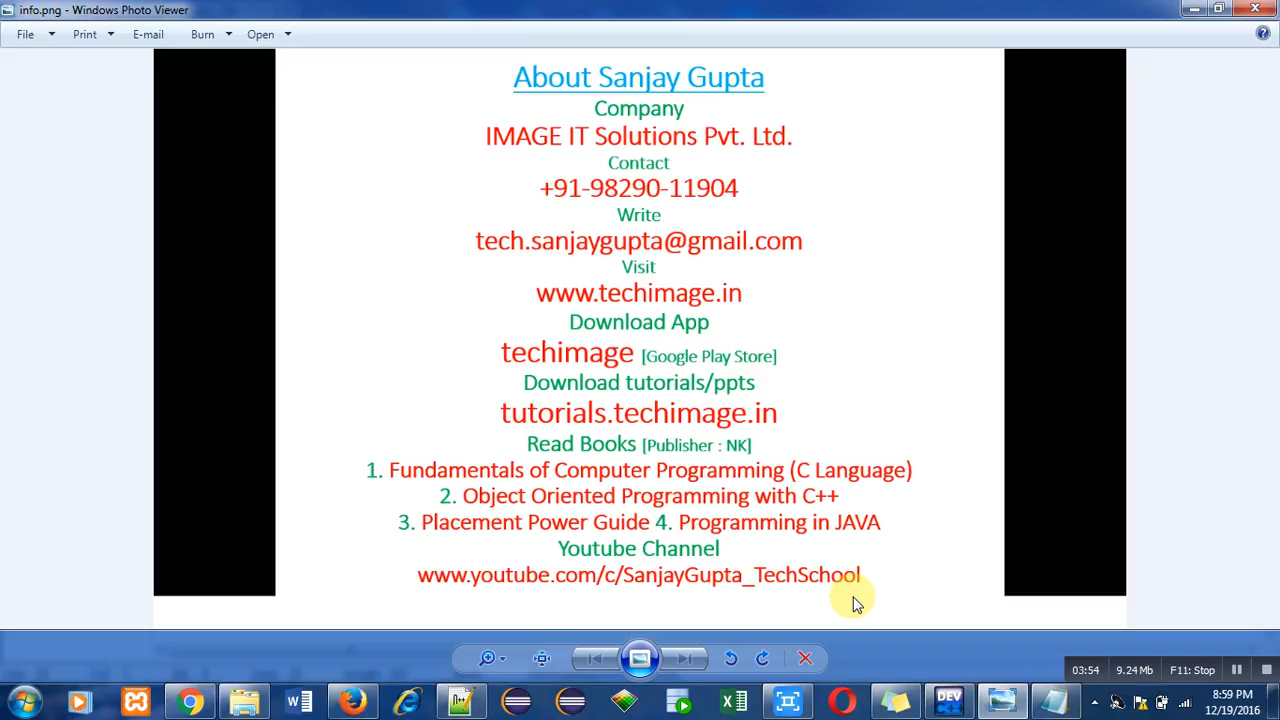 info.png - Windows Photo Viewer
File Print E-mail Burn Open
About Sanjay Gupta
Company
IMAGE IT Solutions Pvt. Ltd.
Contact
+91-98290-11904
Write
tech.sanjaygupta@gmail.com
Visit
www.techimage.in
Download App
techimage [Google Play Store]
Download tutorials/ppts
tutorials.techimage.in
Read Books [Publisher : NK]
1. Fundamentals of Computer Programming (C Language)
2. Object Oriented Programming with C++
3. Placement Power Guide 4. Programming in JAVA
Youtube Channel
www.youtube.com/c/SanjayGupta_TechSchool
03:54 9.24 Mb F11: Stop
DEV
8:59 PM
12/19/2016